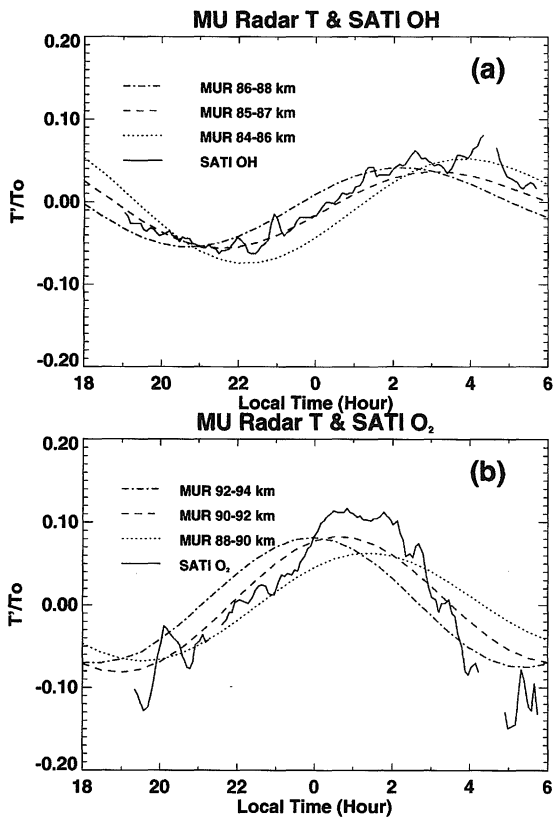 MU Radar T & SATI OH
0.20
(a)
MUR 86-88 km
0.10
MUR 85-87 km
MUR 84-86 km
SATI OH
0.00
T'/To
-0.10
-0.20
18 20 22 0 2 4 6
Local Time (Hour)
MU Radar T & SATI O₂
0.20
(b)
MUR 92-94 km
MUR 90-92 km
0.10
MUR 88-90 km
SATI O₂
0.00
T'/To
-0.10
-0.20
18 20 22 0 2 4 6
Local Time (Hour)